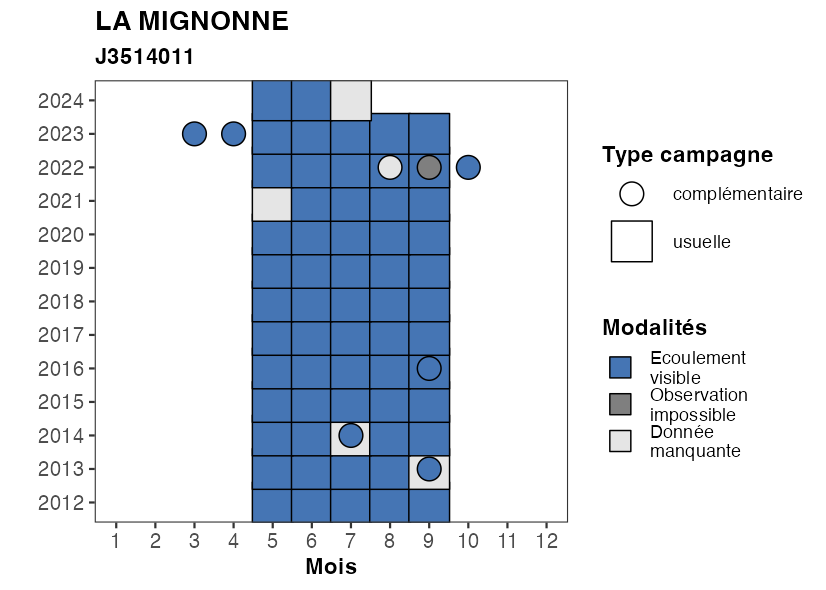 LA MIGNONNE
J3514011
2024
2023
2022
2021
2020
2019
2018
2017
2016
2015
2014
2013
2012
1 2 3 4 5 6 7 8 9 10 11 12
Mois
Type campagne
complémentaire
usuelle
Modalités
Ecoulement
visible
Observation
impossible
Donnée
manquante